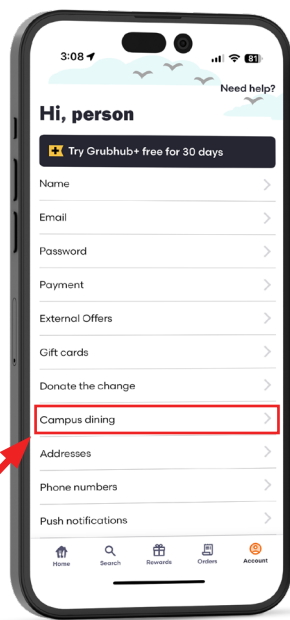 3:08
81
Need help?
Hi, person
Try Grubhub+ free for 30 days
Name
Email
Password
Payment
External Offers
Gift cards
Donate the change
Campus dining
Addresses
Phone numbers
Push notifications
Home Search Rewards Orders Account